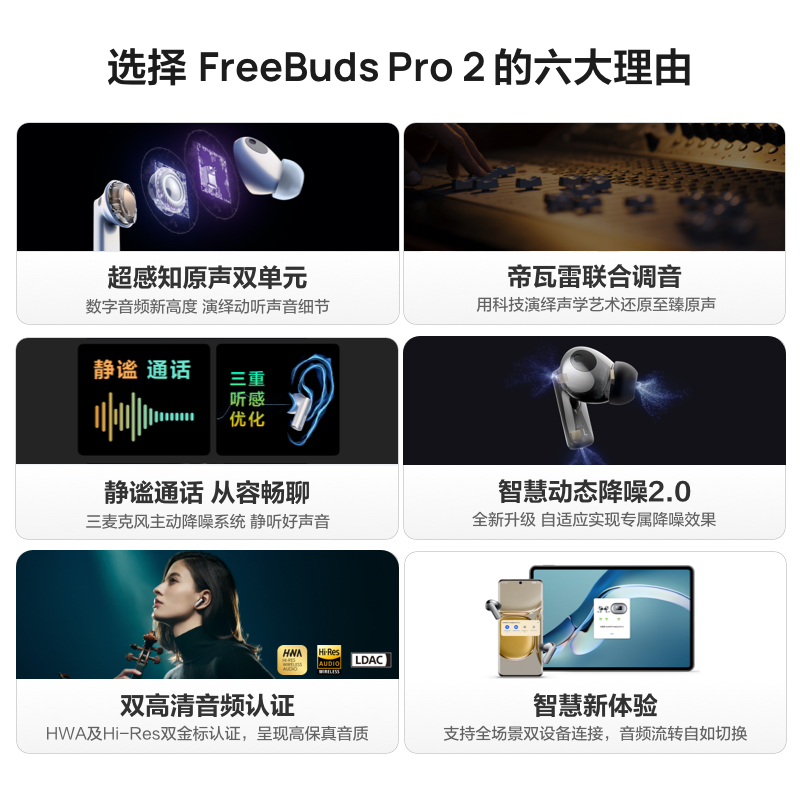 选择 FreeBuds Pro 2 的六大理由
超感知原声双单元
数字音频新高度 演绎动听声音细节
帝瓦雷联合调音
用科技演绎声学艺术还原至臻原声
静谧 通话
三重
听感
优化
静谧通话 从容畅聊
三麦克风主动降噪系统 静听好声音
智慧动态降噪2.0
全新升级 自适应实现专属降噪效果
HWA
HI-RES
WIRELESS
AUDIO
Hi-Res
AUDIO
WIRELESS
LDAC
双高清音频认证
HWA及Hi-Res双金标认证，呈现高保真音质
智慧新体验
支持全场景双设备连接，音频流转自如切换